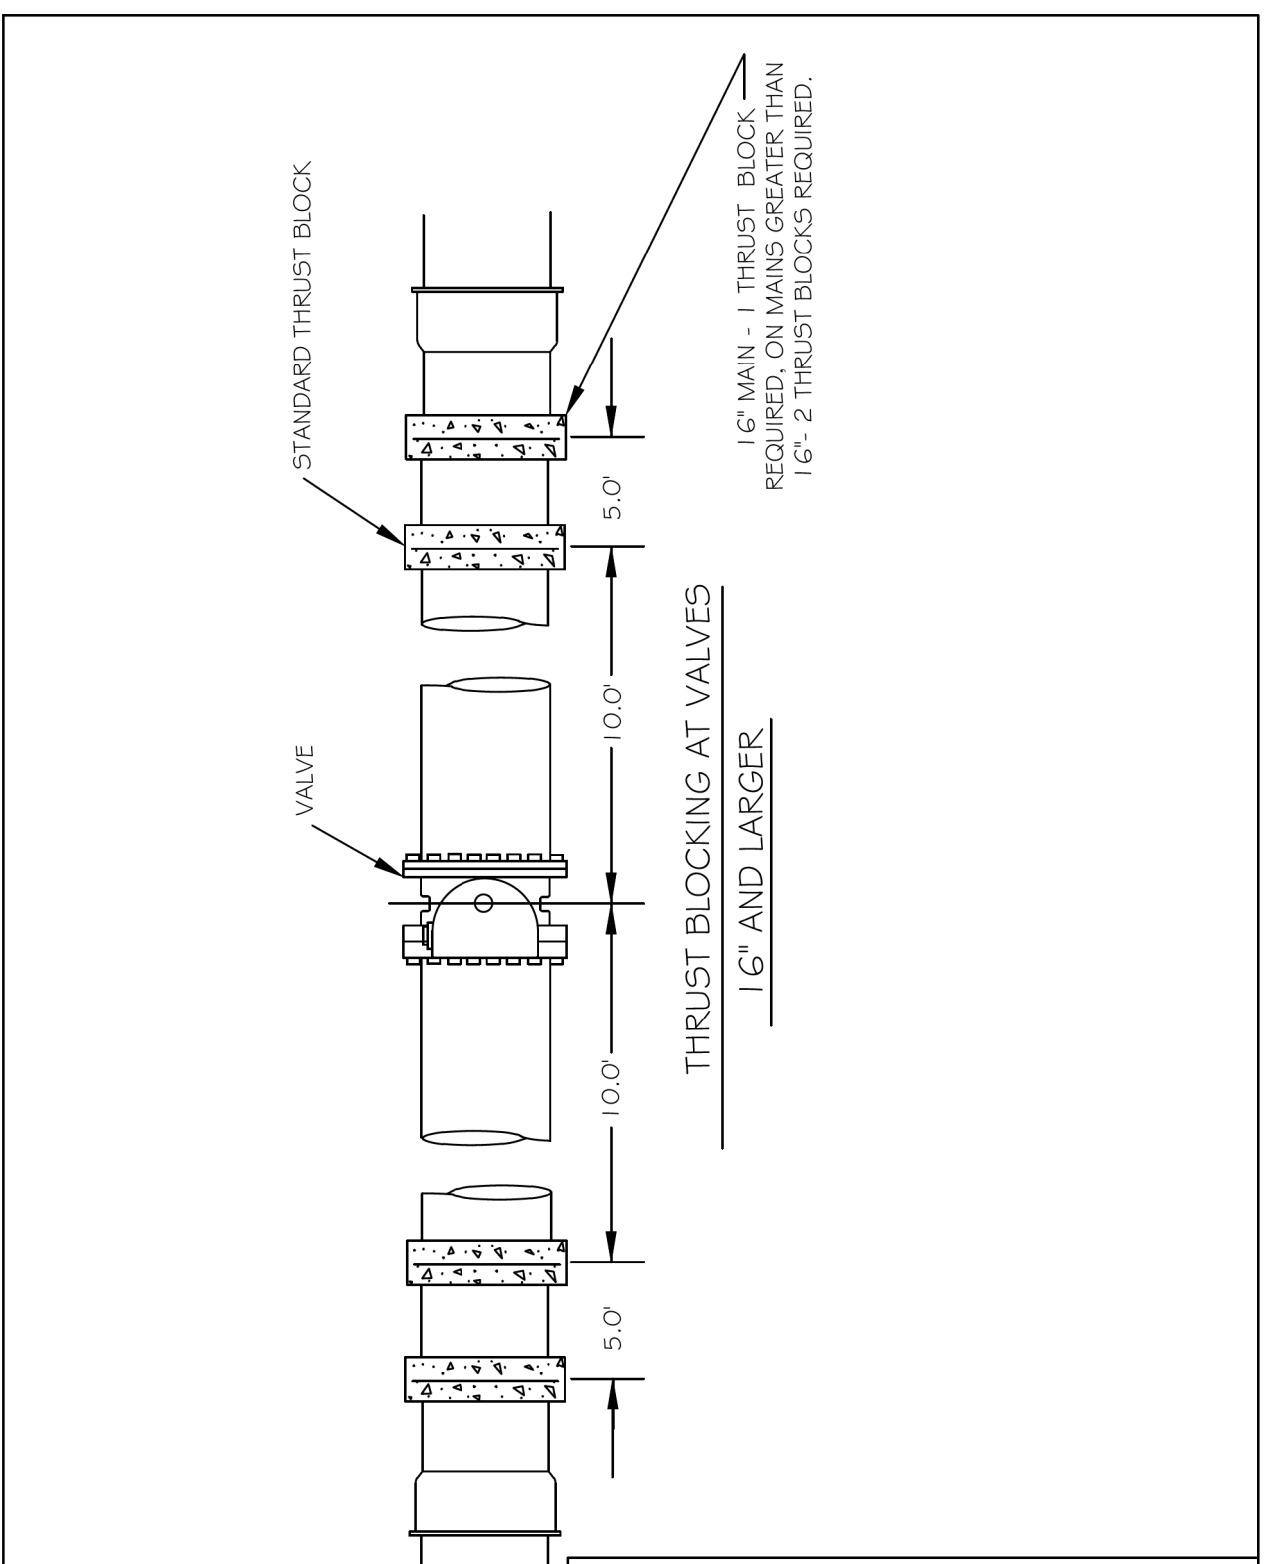 STANDARD THRUST BLOCK
VALVE
5.0'
10.0'
10.0'
5.0'
16" MAIN - 1 THRUST BLOCK
REQUIRED, ON MAINS GREATER THAN
16"- 2 THRUST BLOCKS REQUIRED.
THRUST BLOCKING AT VALVES
16" AND LARGER